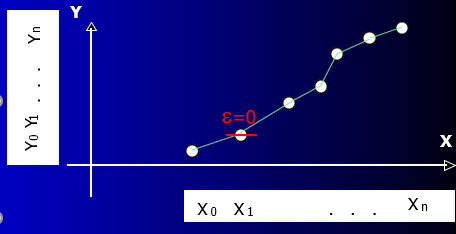 Y
Y₀ Y₁ . . . Yₙ
ε=0
X
X₀ X₁ . . . Xₙ